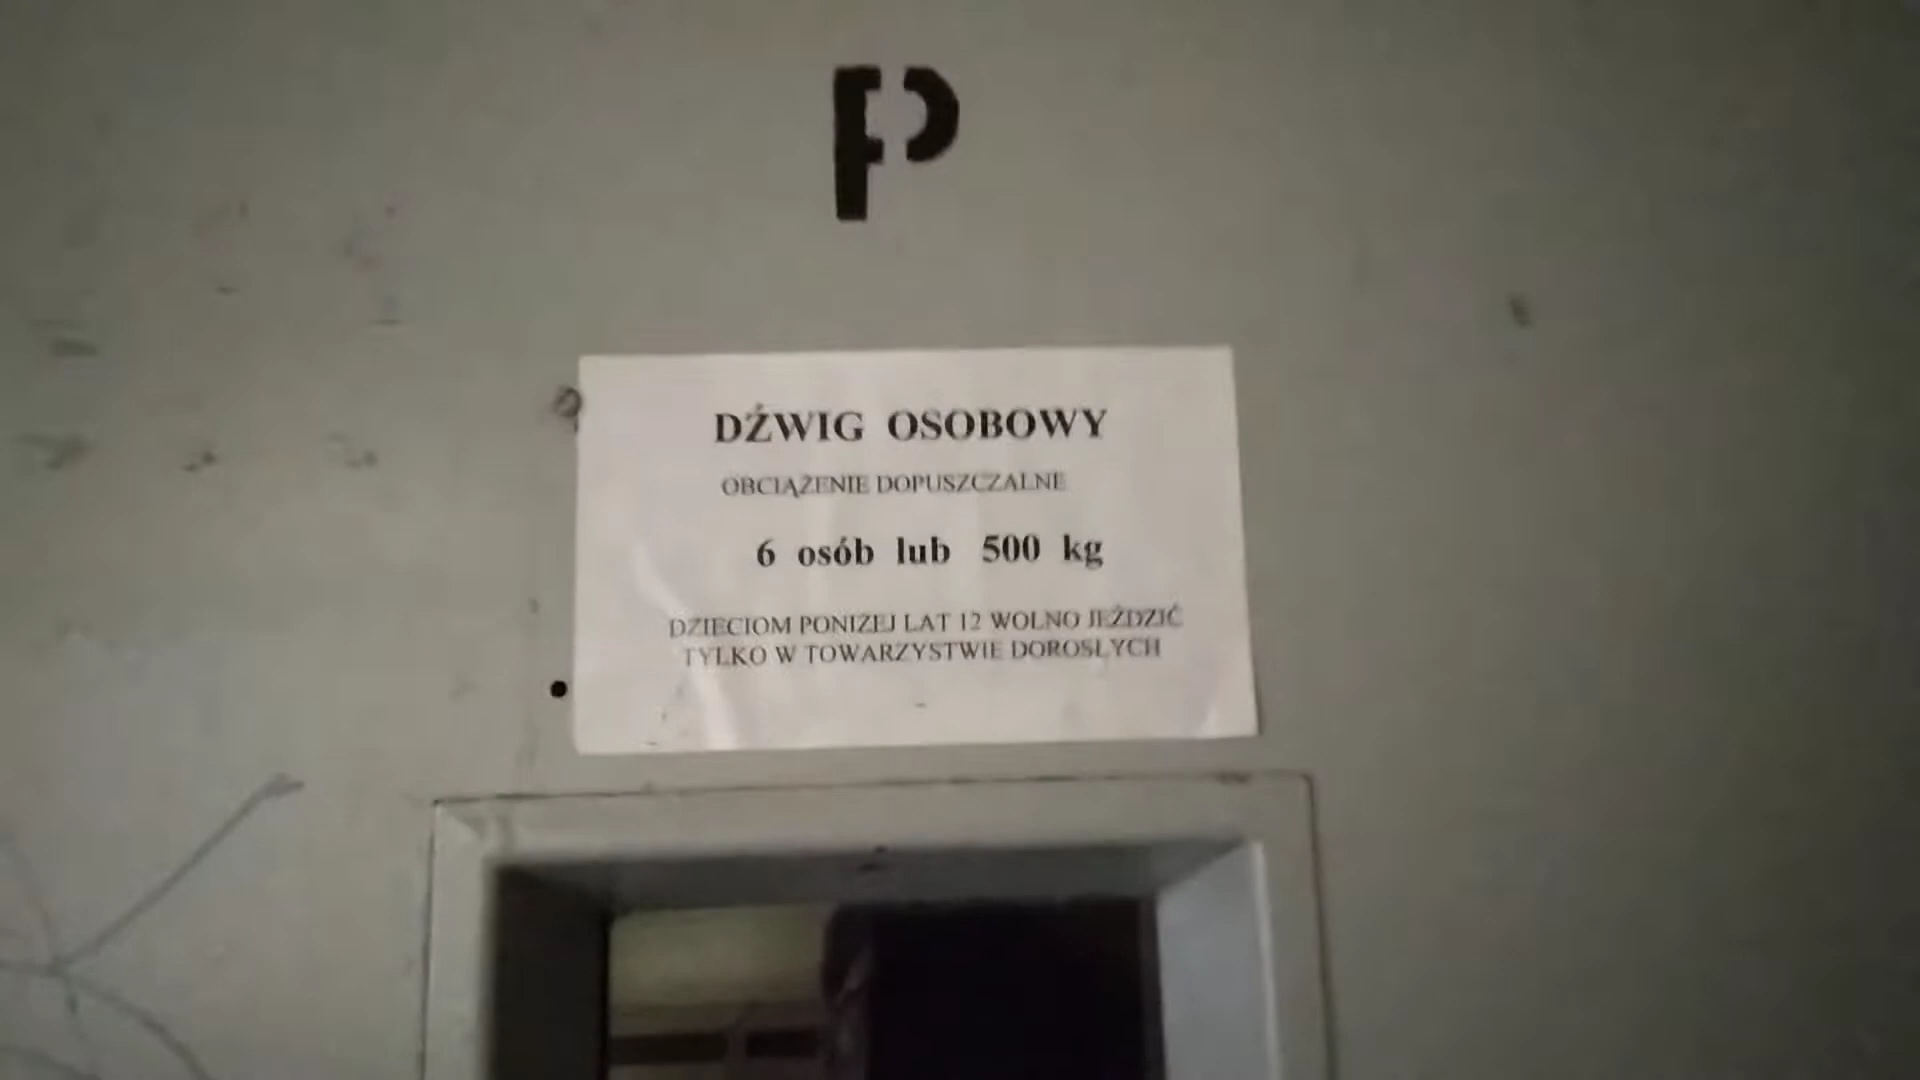 P
DŹWIG OSOBOWY
OBCIĄŻENIE DOPUSZCZALNE
6 osób lub 500 kg
DZIECIOM PONIŻEJ LAT 12 WOLNO JEŹDZIĆ
TYLKO W TOWARZYSTWIE DOROSŁYCH